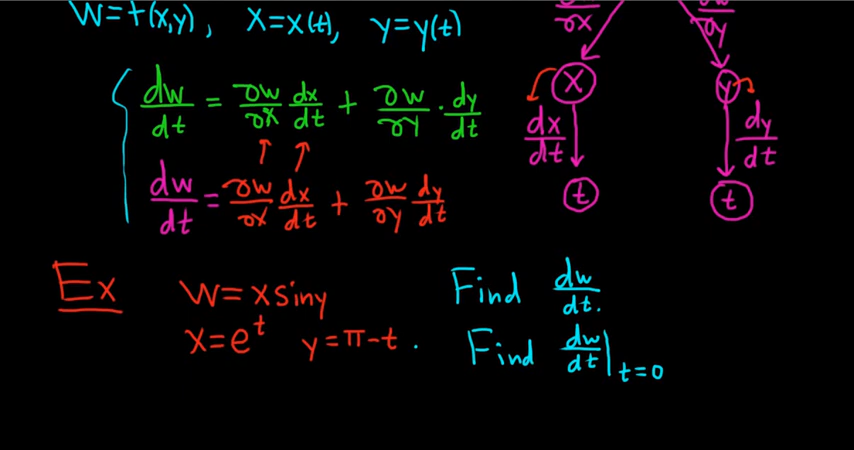 W=f(x,y), X=x(t), y=y(t)
dw/dt = ∂w/∂x dx/dt + ∂w/∂y · dy/dt
dw/dt = ∂w/∂x dx/dt + ∂w/∂y dy/dt
∂x
∂w/∂y
X
y
dx/dt
dy/dt
t
t
Ex W= x siny Find dw/dt.
x=e^t y=π-t. Find dw/dt|t=0